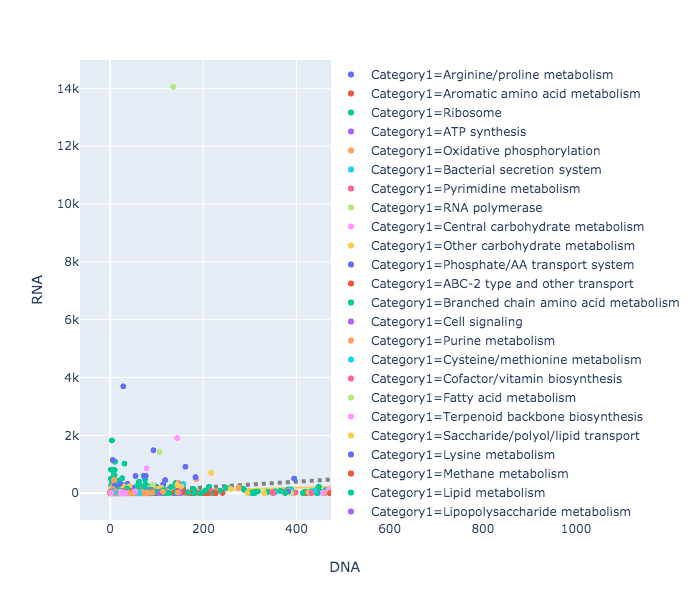 14k
12k
10k
8k
6k
4k
2k
0
RNA
0
200
400
600
800
1000
DNA
Category1=Arginine/proline metabolism
Category1=Aromatic amino acid metabolism
Category1=Ribosome
Category1=ATP synthesis
Category1=Oxidative phosphorylation
Category1=Bacterial secretion system
Category1=Pyrimidine metabolism
Category1=RNA polymerase
Category1=Central carbohydrate metabolism
Category1=Other carbohydrate metabolism
Category1=Phosphate/AA transport system
Category1=ABC-2 type and other transport
Category1=Branched chain amino acid metabolism
Category1=Cell signaling
Category1=Purine metabolism
Category1=Cysteine/methionine metabolism
Category1=Cofactor/vitamin biosynthesis
Category1=Fatty acid metabolism
Category1=Terpenoid backbone biosynthesis
Category1=Saccharide/polyol/lipid transport
Category1=Lysine metabolism
Category1=Methane metabolism
Category1=Lipid metabolism
Category1=Lipopolysaccharide metabolism